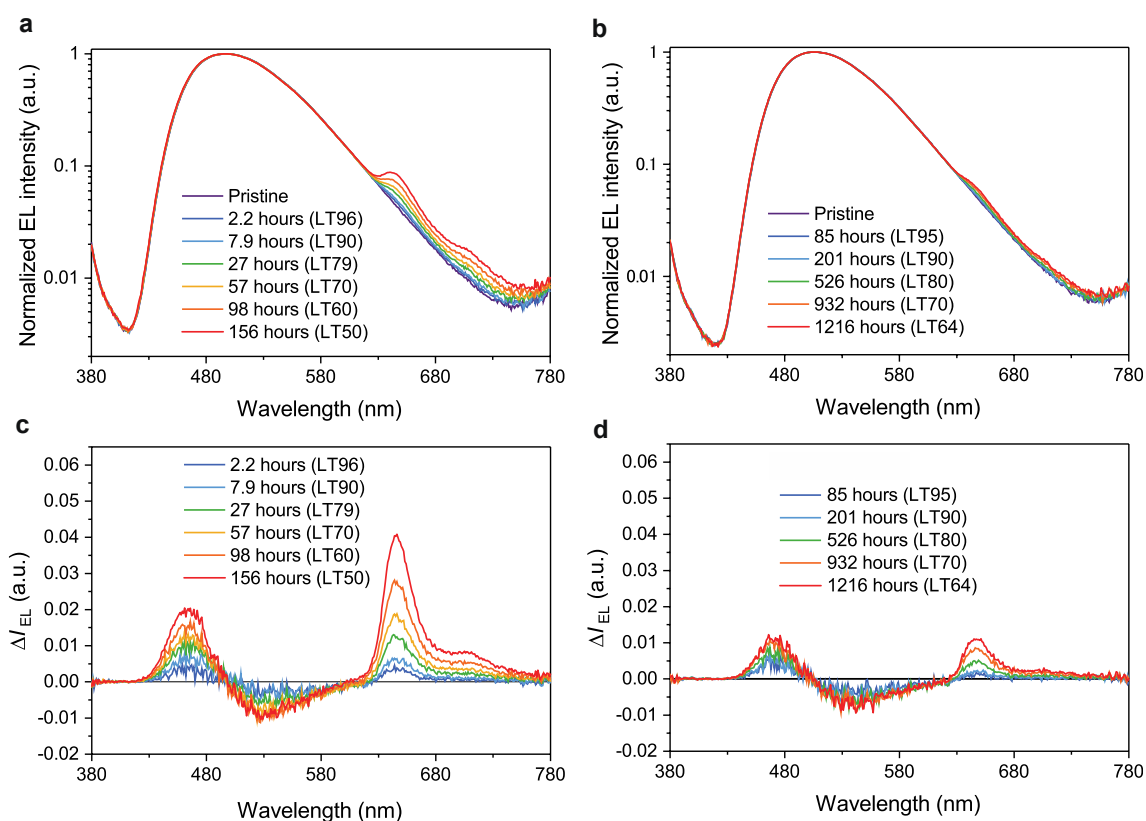 a
Normalized EL intensity (a.u.)
1
0.1
0.01
Pristine
2.2 hours (LT96)
7.9 hours (LT90)
27 hours (LT79)
57 hours (LT70)
98 hours (LT60)
156 hours (LT50)
380 480 580 680 780
Wavelength (nm)
b
Normalized EL intensity (a.u.)
1
0.1
0.01
Pristine
85 hours (LT95)
201 hours (LT90)
526 hours (LT80)
932 hours (LT70)
1216 hours (LT64)
380 480 580 680 780
Wavelength (nm)
c
ΔI EL (a.u.)
0.06
0.05
0.04
0.03
0.02
0.01
0.00
-0.01
-0.02
2.2 hours (LT96)
7.9 hours (LT90)
27 hours (LT79)
57 hours (LT70)
98 hours (LT60)
156 hours (LT50)
380 480 580 680 780
Wavelength (nm)
d
ΔI EL (a.u.)
0.06
0.05
0.04
0.03
0.02
0.01
0.00
-0.01
-0.02
85 hours (LT95)
201 hours (LT90)
526 hours (LT80)
932 hours (LT70)
1216 hours (LT64)
380 480 580 680 780
Wavelength (nm)